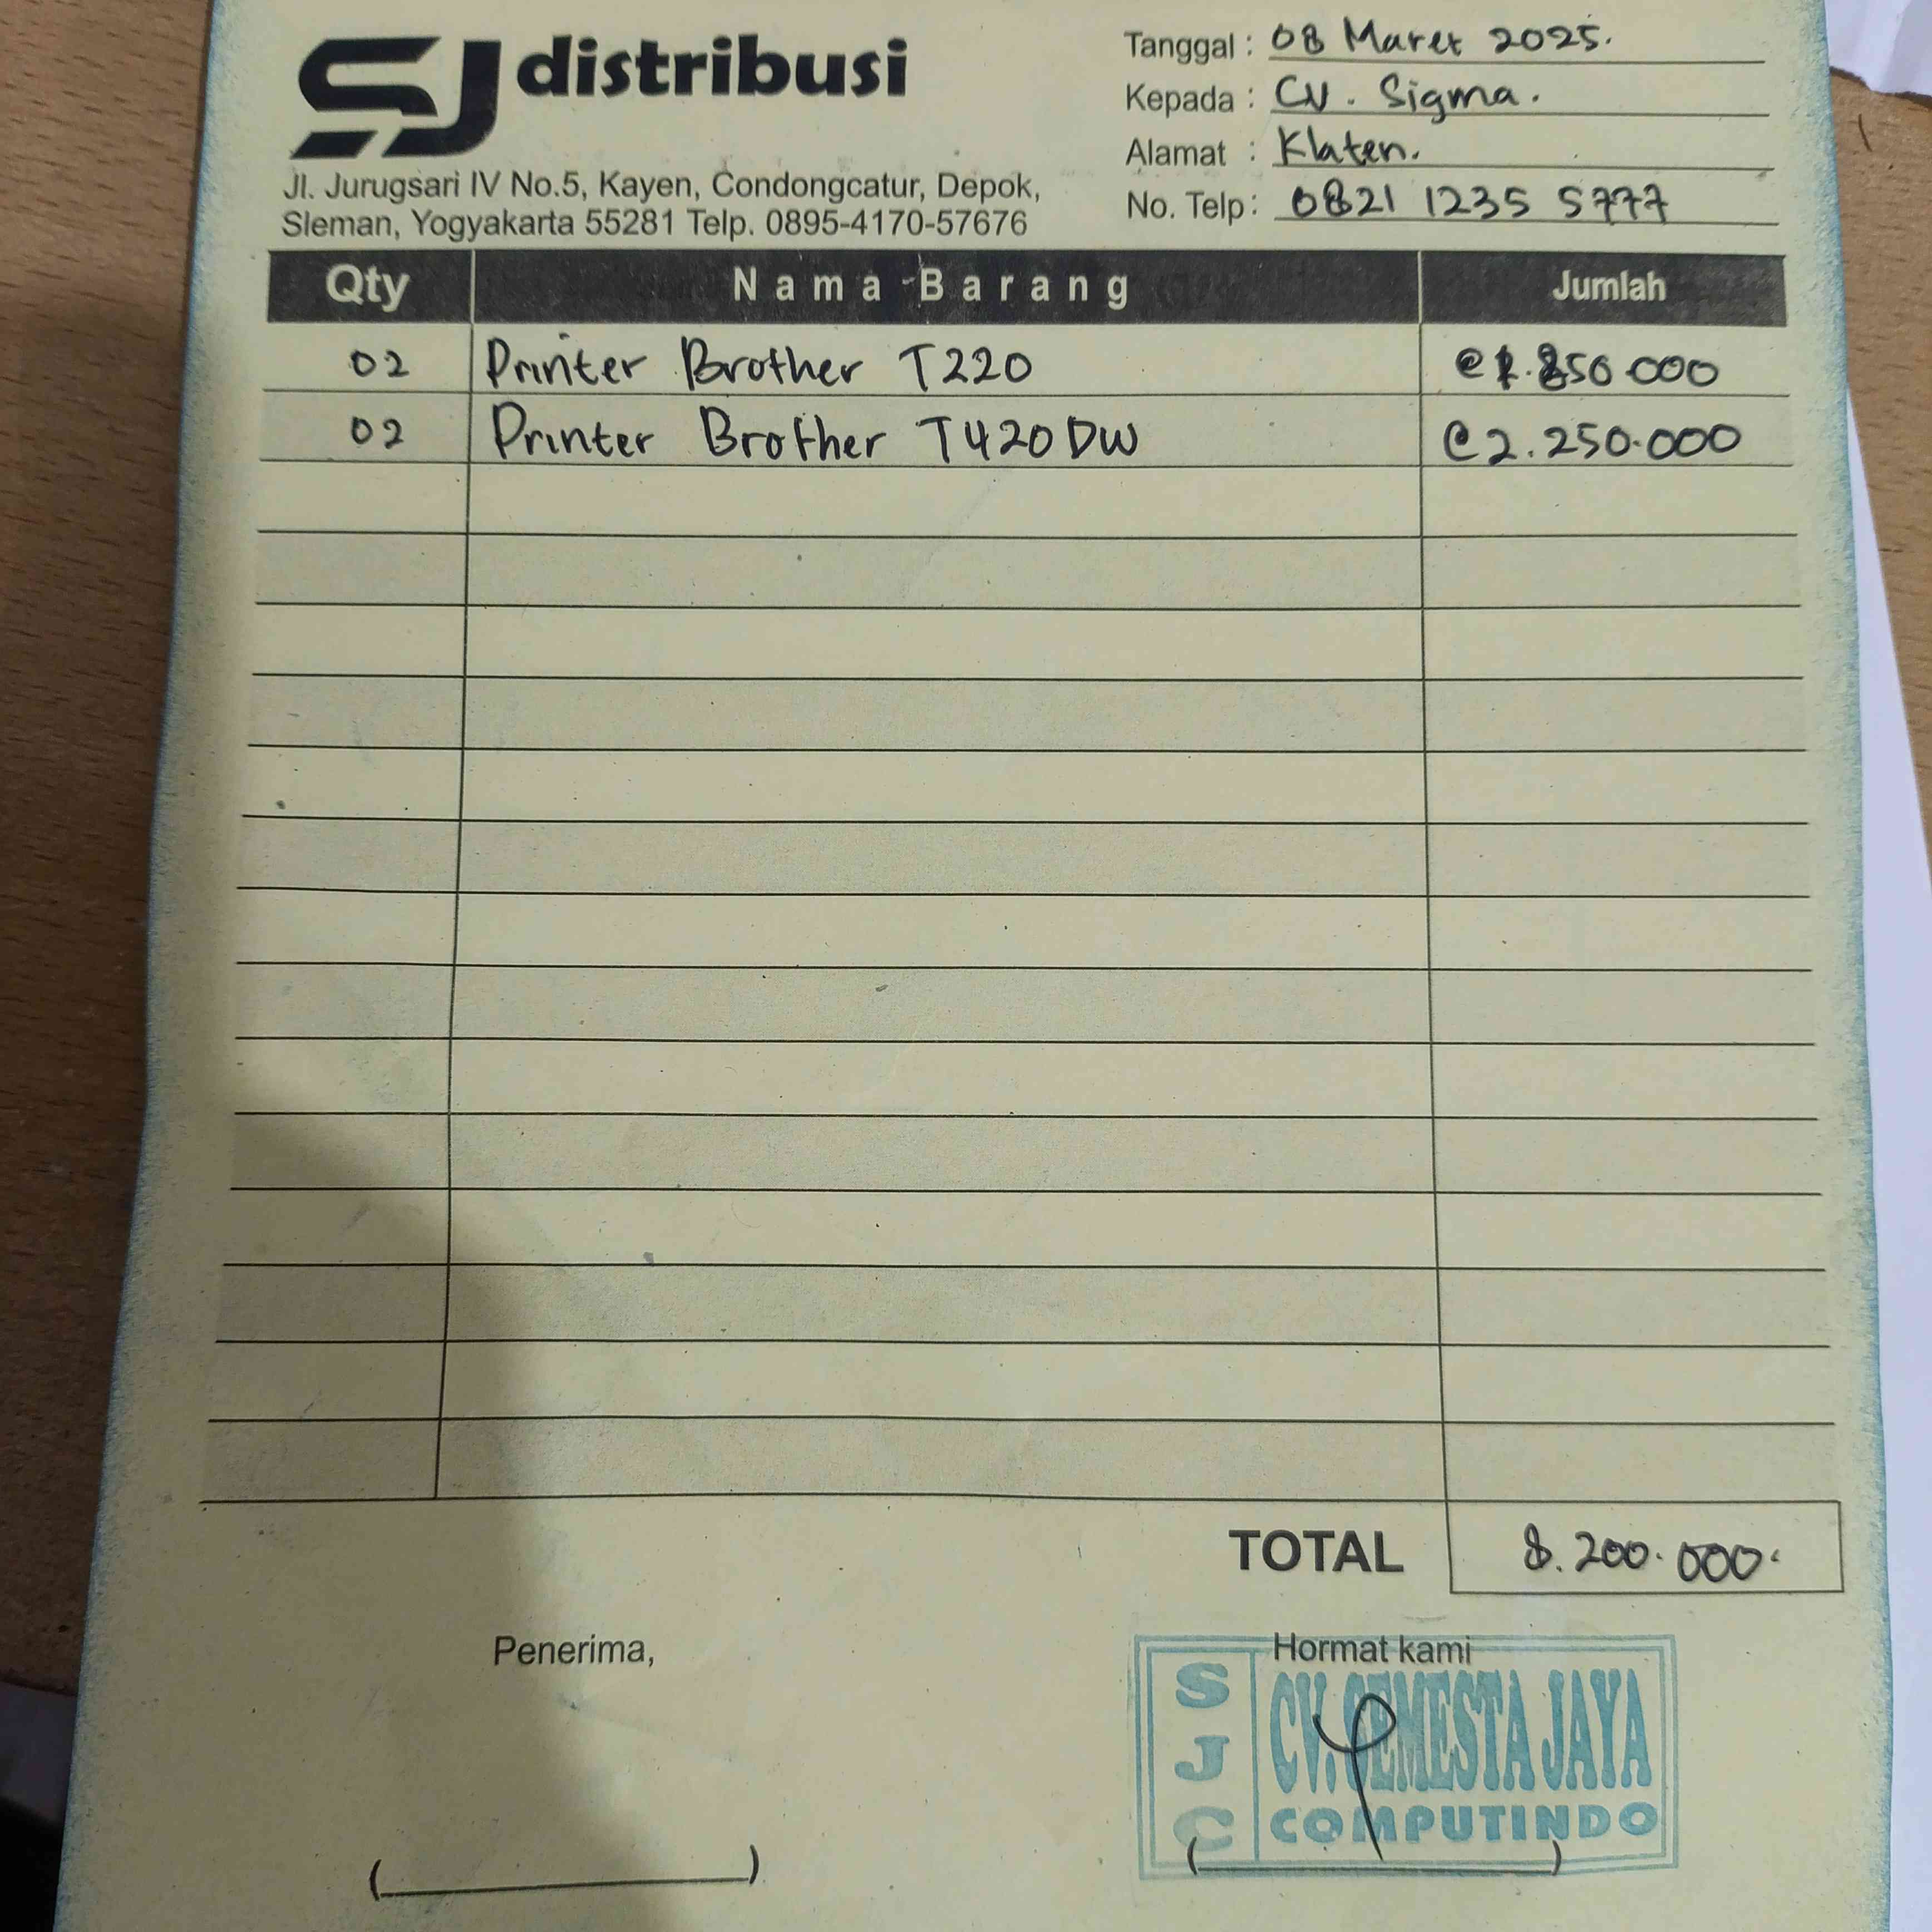 SJ distribusi
Jl. Jurugsari IV No.5, Kayen, Condongcatur, Depok,
Sleman, Yogyakarta 55281 Telp. 0895-4170-57676
Tanggal : 08 Maret 2025.
Kepada : CV. Sigma.
Alamat : Klaten.
No. Telp : 0821 1235 5777
Qty Nama Barang Jumlah
02 Printer Brother T220 @1.850.000
02 Printer Brother T420DW @2.250.000
TOTAL 8.200.000.
Penerima,
Hormat kami
SJC
CV. SEMESTA JAYA
COMPUTINDO